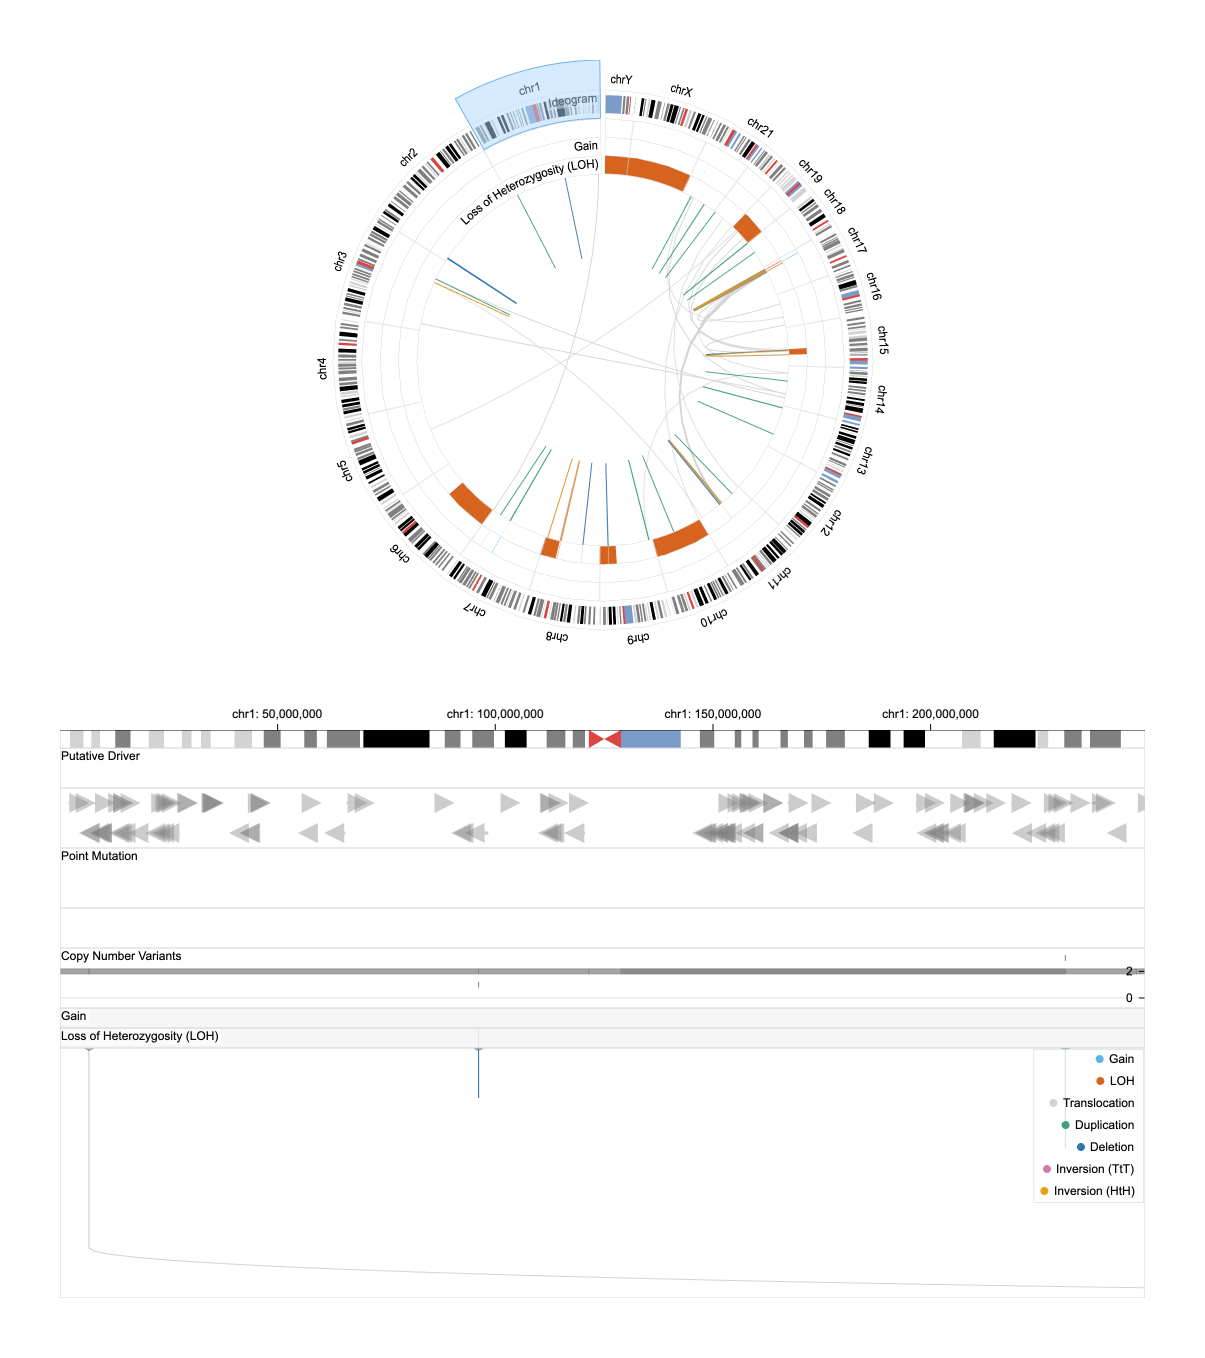 chr1
Ideogram
Gain
Loss of Heterozygosity (LOH)
chrY
chrX
chr21
chr19
chr18
chr17
chr16
chr15
chr14
chr13
chr12
chr11
chr10
chr9
chr8
chr7
chr6
chr5
chr4
chr3
chr2
chr1: 50,000,000 chr1: 100,000,000 chr1: 150,000,000 chr1: 200,000,000
Putative Driver
Point Mutation
Copy Number Variants
2
0
Gain
Loss of Heterozygosity (LOH)
Gain
LOH
Translocation
Duplication
Deletion
Inversion (TtT)
Inversion (HtH)